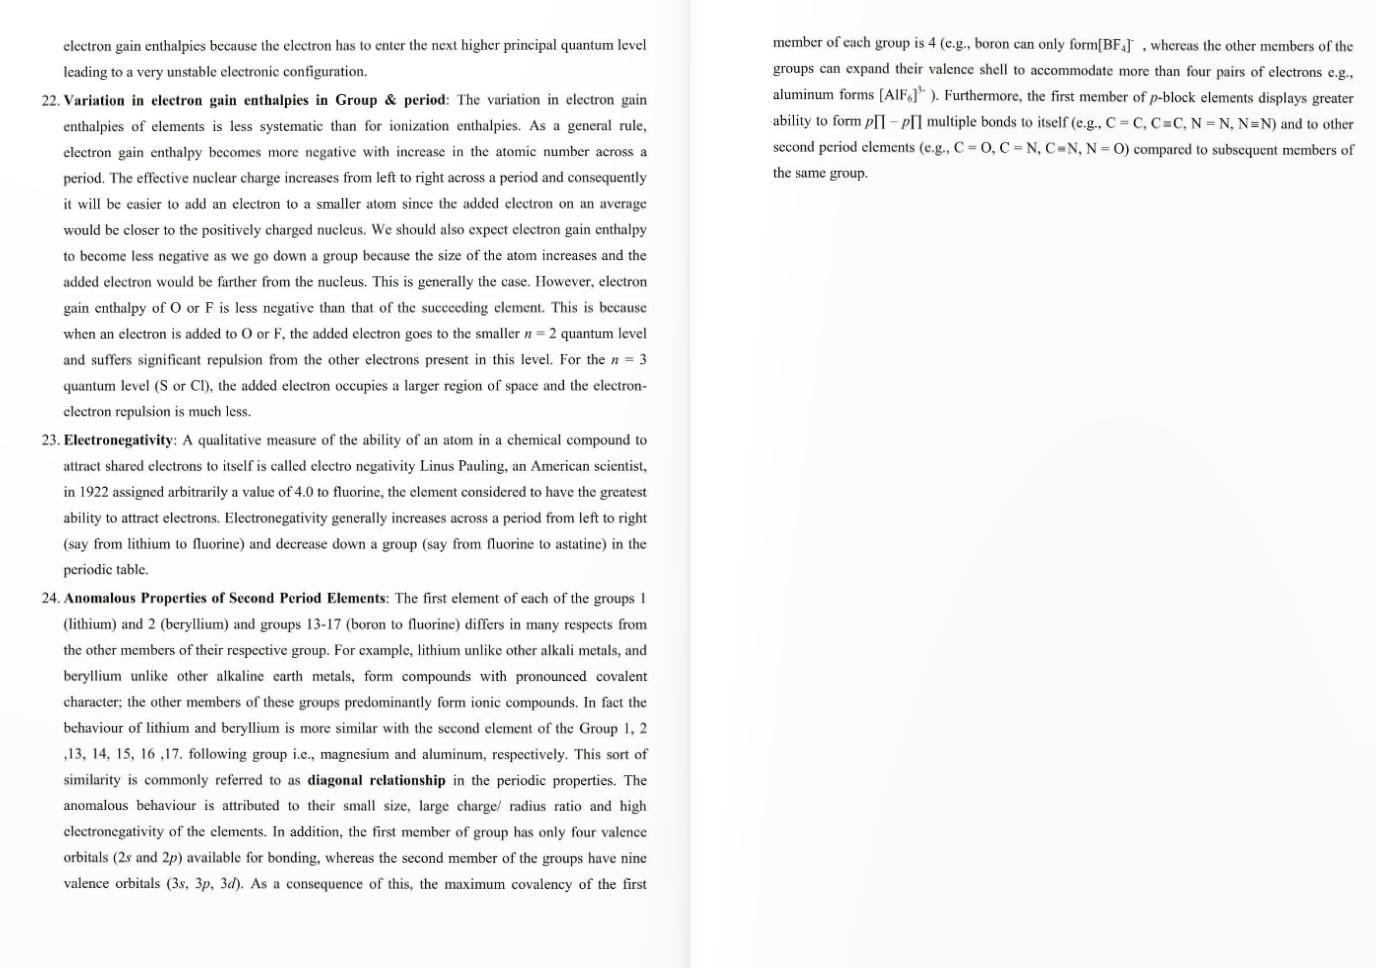 electron gain enthalpies because the electron has to enter the next higher principal quantum level
leading to a very unstable electronic configuration.
22. Variation in electron gain enthalpies in Group & period: The variation in electron gain
enthalpies of elements is less systematic than for ionization enthalpies. As a general rule,
electron gain enthalpy becomes more negative with increase in the atomic number across a
period. The effective nuclear charge increases from left to right across a period and consequently
it will be easier to add an electron to a smaller atom since the added electron on an average
would be closer to the positively charged nucleus. We should also expect electron gain enthalpy
to become less negative as we go down a group because the size of the atom increases and the
added electron would be farther from the nucleus. This is generally the case. However, electron
gain enthalpy of O or F is less negative than that of the succeeding element. This is because
when an electron is added to O or F, the added electron goes to the smaller n = 2 quantum level
and suffers significant repulsion from the other electrons present in this level. For the n = 3
quantum level (S or Cl), the added electron occupies a larger region of space and the electron-
electron repulsion is much less.
23. Electronegativity: A qualitative measure of the ability of an atom in a chemical compound to
attract shared electrons to itself is called electro negativity Linus Pauling, an American scientist,
in 1922 assigned arbitrarily a value of 4.0 to fluorine, the element considered to have the greatest
ability to attract electrons. Electronegativity generally increases across a period from left to right
(say from lithium to fluorine) and decrease down a group (say from fluorine to astatine) in the
periodic table.
24. Anomalous Properties of Second Period Elements: The first element of each of the groups 1
(lithium) and 2 (beryllium) and groups 13-17 (boron to fluorine) differs in many respects from
the other members of their respective group. For example, lithium unlike other alkali metals, and
beryllium unlike other alkaline earth metals, form compounds with pronounced covalent
character; the other members of these groups predominantly form ionic compounds. In fact the
behaviour of lithium and beryllium is more similar with the second element of the Group 1, 2
,13, 14, 15, 16 ,17. following group i.e., magnesium and aluminum, respectively. This sort of
similarity is commonly referred to as diagonal relationship in the periodic properties. The
anomalous behaviour is attributed to their small size, large charge/ radius ratio and high
electronegativity of the elements. In addition, the first member of group has only four valence
orbitals (2s and 2p) available for bonding, whereas the second member of the groups have nine
valence orbitals (3s, 3p, 3d). As a consequence of this, the maximum covalency of the first
member of each group is 4 (e.g., boron can only form[BF₄]⁻ , whereas the other members of the
groups can expand their valence shell to accommodate more than four pairs of electrons e.g.,
aluminum forms [AlF₆]³⁻ ). Furthermore, the first member of p-block elements displays greater
ability to form p∏ – p∏ multiple bonds to itself (e.g., C = C, C≡C, N = N, N≡N) and to other
second period elements (e.g., C = O, C = N, C≡N, N = O) compared to subsequent members of
the same group.